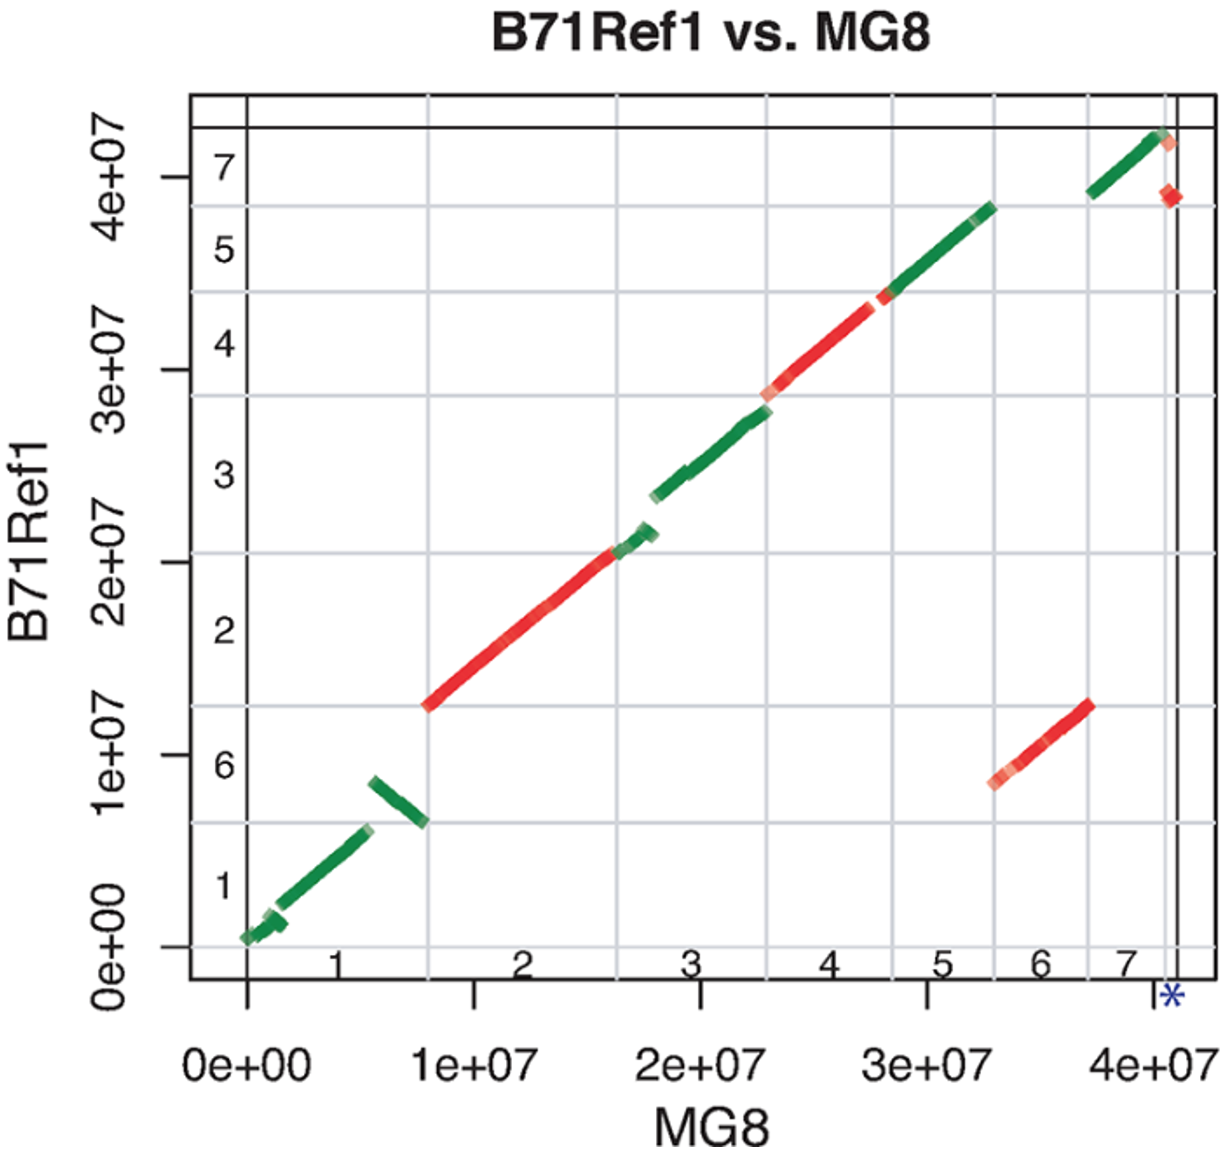 B71Ref1 vs. MG8
B71Ref1
4e+07
3e+07
2e+07
1e+07
0e+00
7
5
4
3
2
6
1
1 2 3 4 5 6 7 *
0e+00 1e+07 2e+07 3e+07 4e+07
MG8